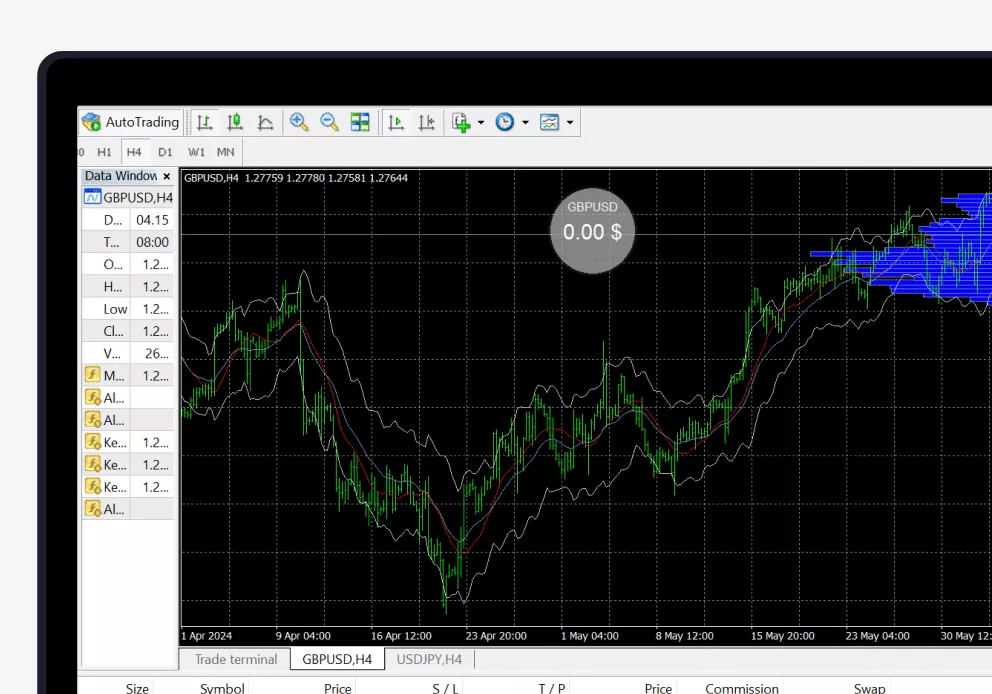 AutoTrading
H1 H4 D1 W1 MN
Data Window ×
GBPUSD,H4
D... 04.15
T... 08:00
O... 1.2...
H... 1.2...
Low 1.2...
Cl... 1.2...
V... 26...
M... 1.2...
Al...
Al...
Ke... 1.2...
Ke... 1.2...
Ke... 1.2...
Al...
GBPUSD,H4 1.27759 1.27780 1.27581 1.27644
GBPUSD
0.00 $
1 Apr 2024 9 Apr 04:00 16 Apr 12:00 23 Apr 20:00 1 May 04:00 8 May 12:00 15 May 20:00 23 May 04:00 30 May 12:
Trade terminal GBPUSD,H4 USDJPY,H4
Size Symbol Price S / L T / P Price Commission Swap